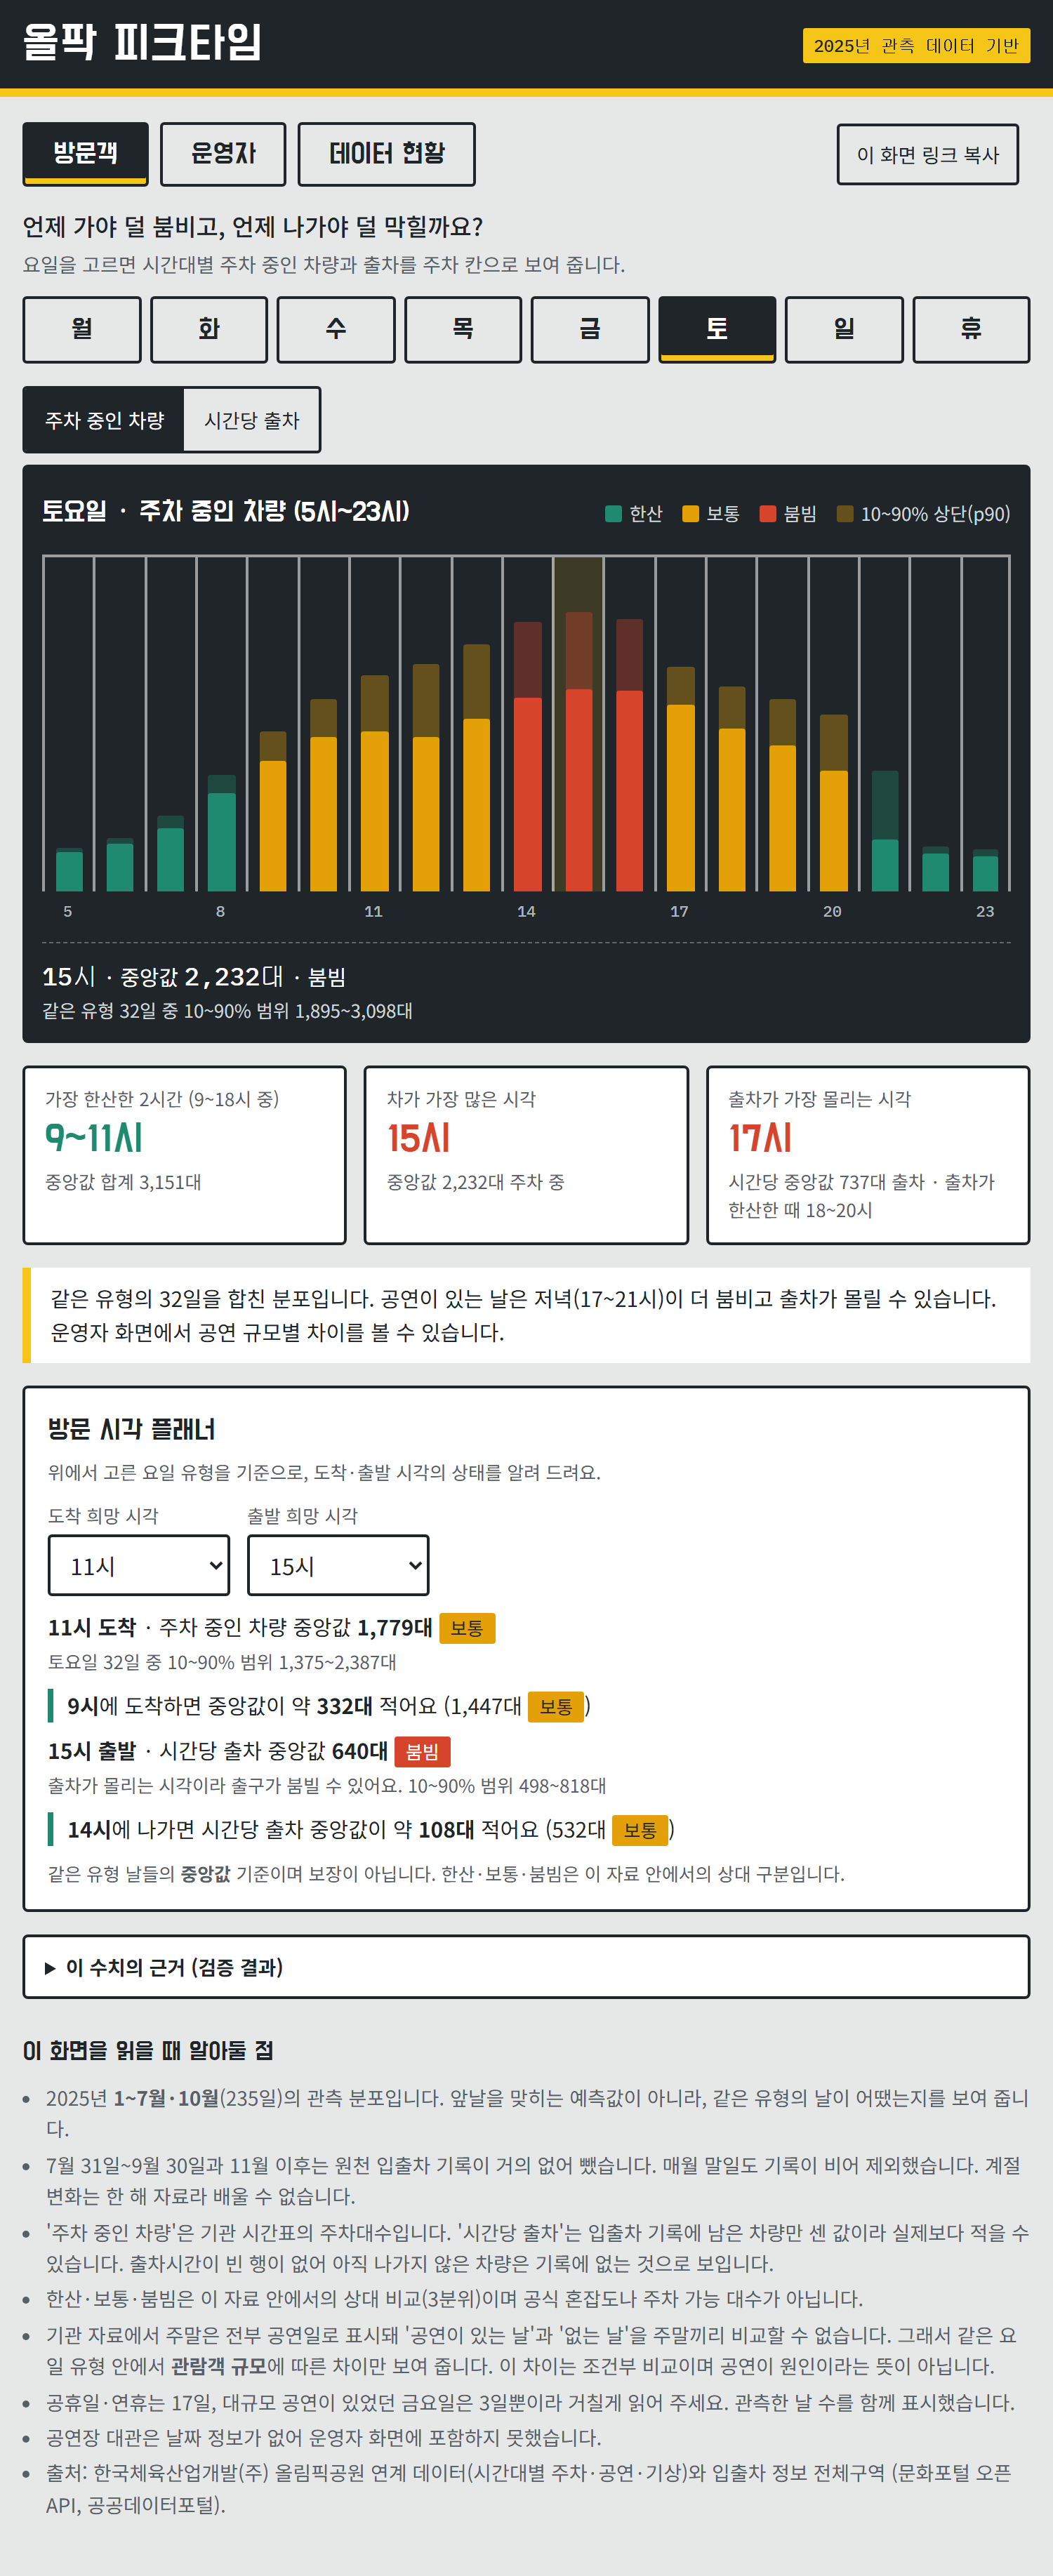 올팍 피크타임
2025년 관측 데이터 기반
방문객
운영자
데이터 현황
이 화면 링크 복사
언제 가야 덜 붐비고, 언제 나가야 덜 막힐까요?
요일을 고르면 시간대별 주차 중인 차량과 출차를 주차 칸으로 보여 줍니다.
월
화
수
목
금
토
일
휴
주차 중인 차량
시간당 출차
토요일 · 주차 중인 차량 (5시~23시)
한산
보통
붐빔
10~90% 상단(p90)
5
8
11
14
17
20
23
15시 · 중앙값 2,232대 · 붐빔
같은 유형 32일 중 10~90% 범위 1,895~3,098대
가장 한산한 2시간 (9~18시 중)
9~11시
중앙값 합계 3,151대
차가 가장 많은 시각
15시
중앙값 2,232대 주차 중
출차가 가장 몰리는 시각
17시
시간당 중앙값 737대 출차 · 출차가
한산한 때 18~20시
같은 유형의 32일을 합친 분포입니다. 공연이 있는 날은 저녁(17~21시)이 더 붐비고 출차가 몰릴 수 있습니다.
운영자 화면에서 공연 규모별 차이를 볼 수 있습니다.
방문 시각 플래너
위에서 고른 요일 유형을 기준으로, 도착·출발 시각의 상태를 알려 드려요.
도착 희망 시각
출발 희망 시각
11시
15시
11시 도착 · 주차 중인 차량 중앙값 1,779대 보통
토요일 32일 중 10~90% 범위 1,375~2,387대
9시에 도착하면 중앙값이 약 332대 적어요 (1,447대 보통)
15시 출발 · 시간당 출차 중앙값 640대 붐빔
출차가 몰리는 시각이라 출구가 붐빌 수 있어요. 10~90% 범위 498~818대
14시에 나가면 시간당 출차 중앙값이 약 108대 적어요 (532대 보통)
같은 유형 날들의 중앙값 기준이며 보장이 아닙니다. 한산·보통·붐빔은 이 자료 안에서의 상대 구분입니다.
▶ 이 수치의 근거 (검증 결과)
이 화면을 읽을 때 알아둘 점
• 2025년 1~7월·10월(235일)의 관측 분포입니다. 앞날을 맞히는 예측값이 아니라, 같은 유형의 날이 어땠는지를 보여 줍니
다.
• 7월 31일~9월 30일과 11월 이후는 원천 입출차 기록이 거의 없어 뺐습니다. 매월 말일도 기록이 비어 제외했습니다. 계절
변화는 한 해 자료라 배울 수 없습니다.
• '주차 중인 차량'은 기관 시간표의 주차대수입니다. '시간당 출차'는 입출차 기록에 남은 차량만 센 값이라 실제보다 적을 수
있습니다. 출차시간이 빈 행이 없어 아직 나가지 않은 차량은 기록에 없는 것으로 보입니다.
• 한산·보통·붐빔은 이 자료 안에서의 상대 비교(3분위)이며 공식 혼잡도나 주차 가능 대수가 아닙니다.
• 기관 자료에서 주말은 전부 공연일로 표시돼 '공연이 있는 날'과 '없는 날'을 주말끼리 비교할 수 없습니다. 그래서 같은 요
일 유형 안에서 관람객 규모에 따른 차이만 보여 줍니다. 이 차이는 조건부 비교이며 공연이 원인이라는 뜻이 아닙니다.
• 공휴일·연휴는 17일, 대규모 공연이 있었던 금요일은 3일뿐이라 거칠게 읽어 주세요. 관측한 날 수를 함께 표시했습니다.
• 공연장 대관은 날짜 정보가 없어 운영자 화면에 포함하지 못했습니다.
• 출처: 한국체육산업개발(주) 올림픽공원 연계 데이터(시간대별 주차·공연·기상)와 입출차 정보 전체구역 (문화포털 오픈
API, 공공데이터포털).